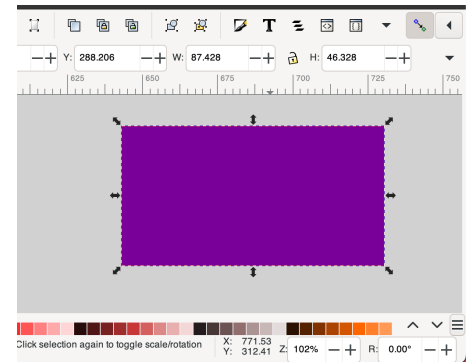 Y: 288.206 W: 87.428 H: 46.328
625 650 675 700 725 750
Click selection again to toggle scale/rotation X: 771.53 Z: 102% R: 0.00°
Y: 312.41